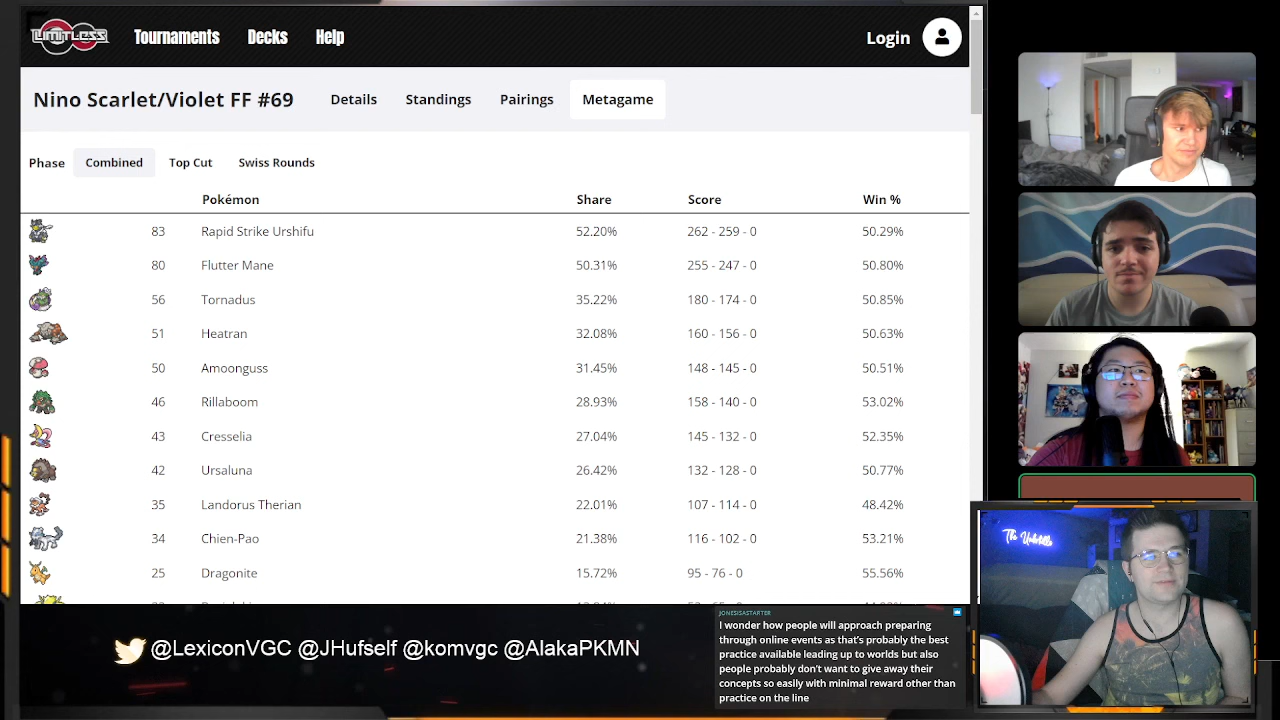 LIMITLESS Tournaments Decks Help Login
Nino Scarlet/Violet FF #69 Details Standings Pairings Metagame
Phase Combined Top Cut Swiss Rounds
Pokémon Share Score Win %
83 Rapid Strike Urshifu 52.20% 262 - 259 - 0 50.29%
80 Flutter Mane 50.31% 255 - 247 - 0 50.80%
56 Tornadus 35.22% 180 - 174 - 0 50.85%
51 Heatran 32.08% 160 - 156 - 0 50.63%
50 Amoonguss 31.45% 148 - 145 - 0 50.51%
46 Rillaboom 28.93% 158 - 140 - 0 53.02%
43 Cresselia 27.04% 145 - 132 - 0 52.35%
42 Ursaluna 26.42% 132 - 128 - 0 50.77%
35 Landorus Therian 22.01% 107 - 114 - 0 48.42%
34 Chien-Pao 21.38% 116 - 102 - 0 53.21%
25 Dragonite 15.72% 95 - 76 - 0 55.56%
@LexiconVGC @JHufself @komvgc @AlakaPKMN
JONESISASTARTER
I wonder how people will approach preparing
through online events as that's probably the best
practice available leading up to worlds but also
people probably don't want to give away their
concepts so easily with minimal reward other than
practice on the line